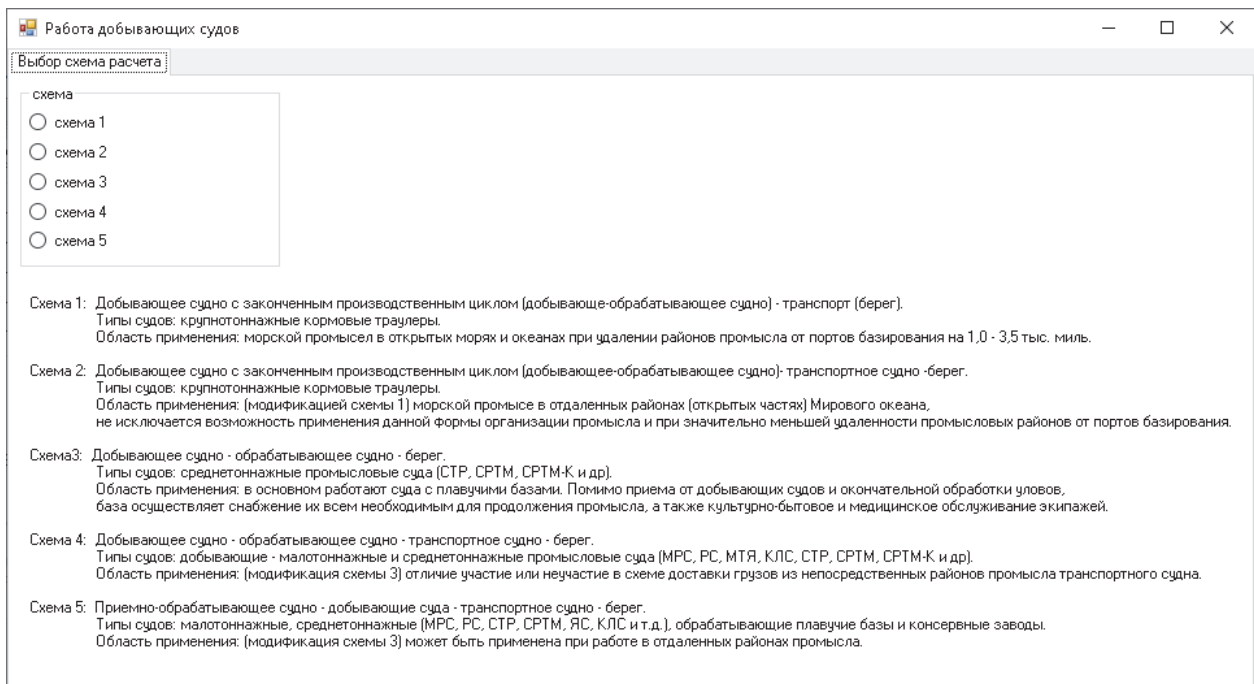 Работа добывающих судов
Выбор схема расчета
схема
схема 1
схема 2
схема 3
схема 4
схема 5
Схема 1: Добывающее судно с законченным производственным циклом (добывающе-обрабатывающее судно) - транспорт (берег).
Типы судов: крупнотоннажные кормовые траулеры.
Область применения: морской промысел в открытых морях и океанах при удалении районов промысла от портов базирования на 1,0 - 3,5 тыс. миль.
Схема 2: Добывающее судно с законченным производственным циклом (добывающее-обрабатывающее судно)- транспортное судно -берег.
Типы судов: крупнотоннажные кормовые траулеры.
Область применения: (модификацией схемы 1) морской промысе в отдаленных районах (открытых частях) Мирового океана,
не исключается возможность применения данной формы организации промысла и при значительно меньшей удаленности промысловых районов от портов базирования.
Схема3: Добывающее судно - обрабатывающее судно - берег.
Типы судов: среднетоннажные промысловые суда (СТР, СРТМ, СРТМ-К и др).
Область применения: в основном работают суда с плавучими базами. Помимо приема от добывающих судов и окончательной обработки уловов,
база осуществляет снабжение их всем необходимым для продолжения промысла, а также культурно-бытовое и медицинское обслуживание экипажей.
Схема 4: Добывающее судно - обрабатывающее судно - транспортное судно - берег.
Типы судов: добывающие - малотоннажные и среднетоннажные промысловые суда (МРС, РС, МТЯ, КЛС, СТР, СРТМ, СРТМ-К и др).
Область применения: (модификация схемы 3) отличие участие или неучастие в схеме доставки грузов из непосредственных районов промысла транспортного судна.
Схема 5: Приемно-обрабатывающее судно - добывающие суда - транспортное судно - берег.
Типы судов: малотоннажные, среднетоннажные (МРС, РС, СТР, СРТМ, ЯС, КЛС и т.д.), обрабатывающие плавучие базы и консервные заводы.
Область применения: (модификация схемы 3) может быть применена при работе в отдаленных районах промысла.